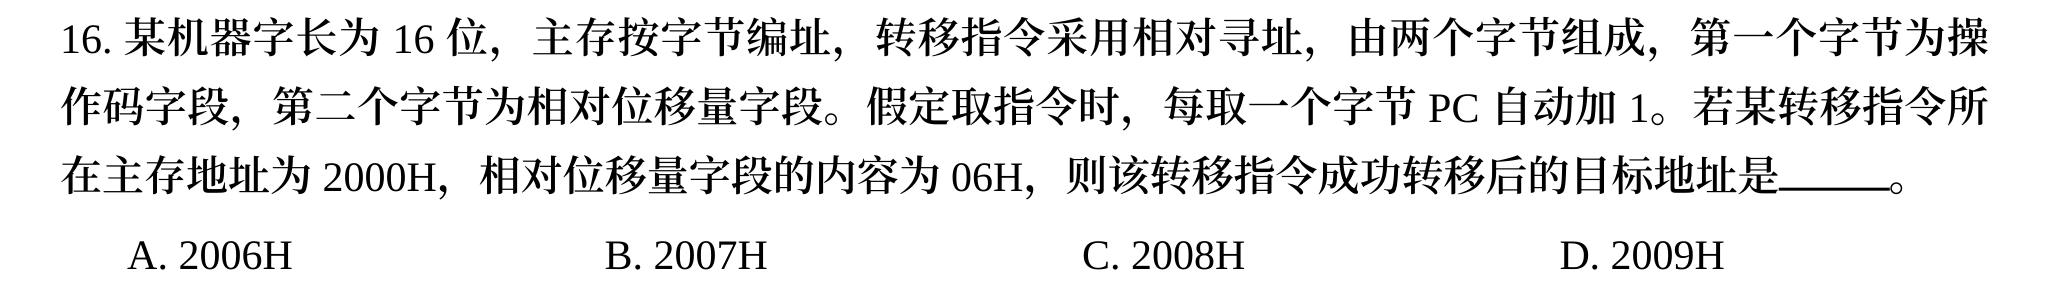 16. 某机器字长为 16 位，主存按字节编址，转移指令采用相对寻址，由两个字节组成，第一个字节为操
作码字段，第二个字节为相对位移量字段。假定取指令时，每取一个字节 PC 自动加 1。若某转移指令所
在主存地址为 2000H，相对位移量字段的内容为 06H，则该转移指令成功转移后的目标地址是_____。
A. 2006H B. 2007H C. 2008H D. 2009H